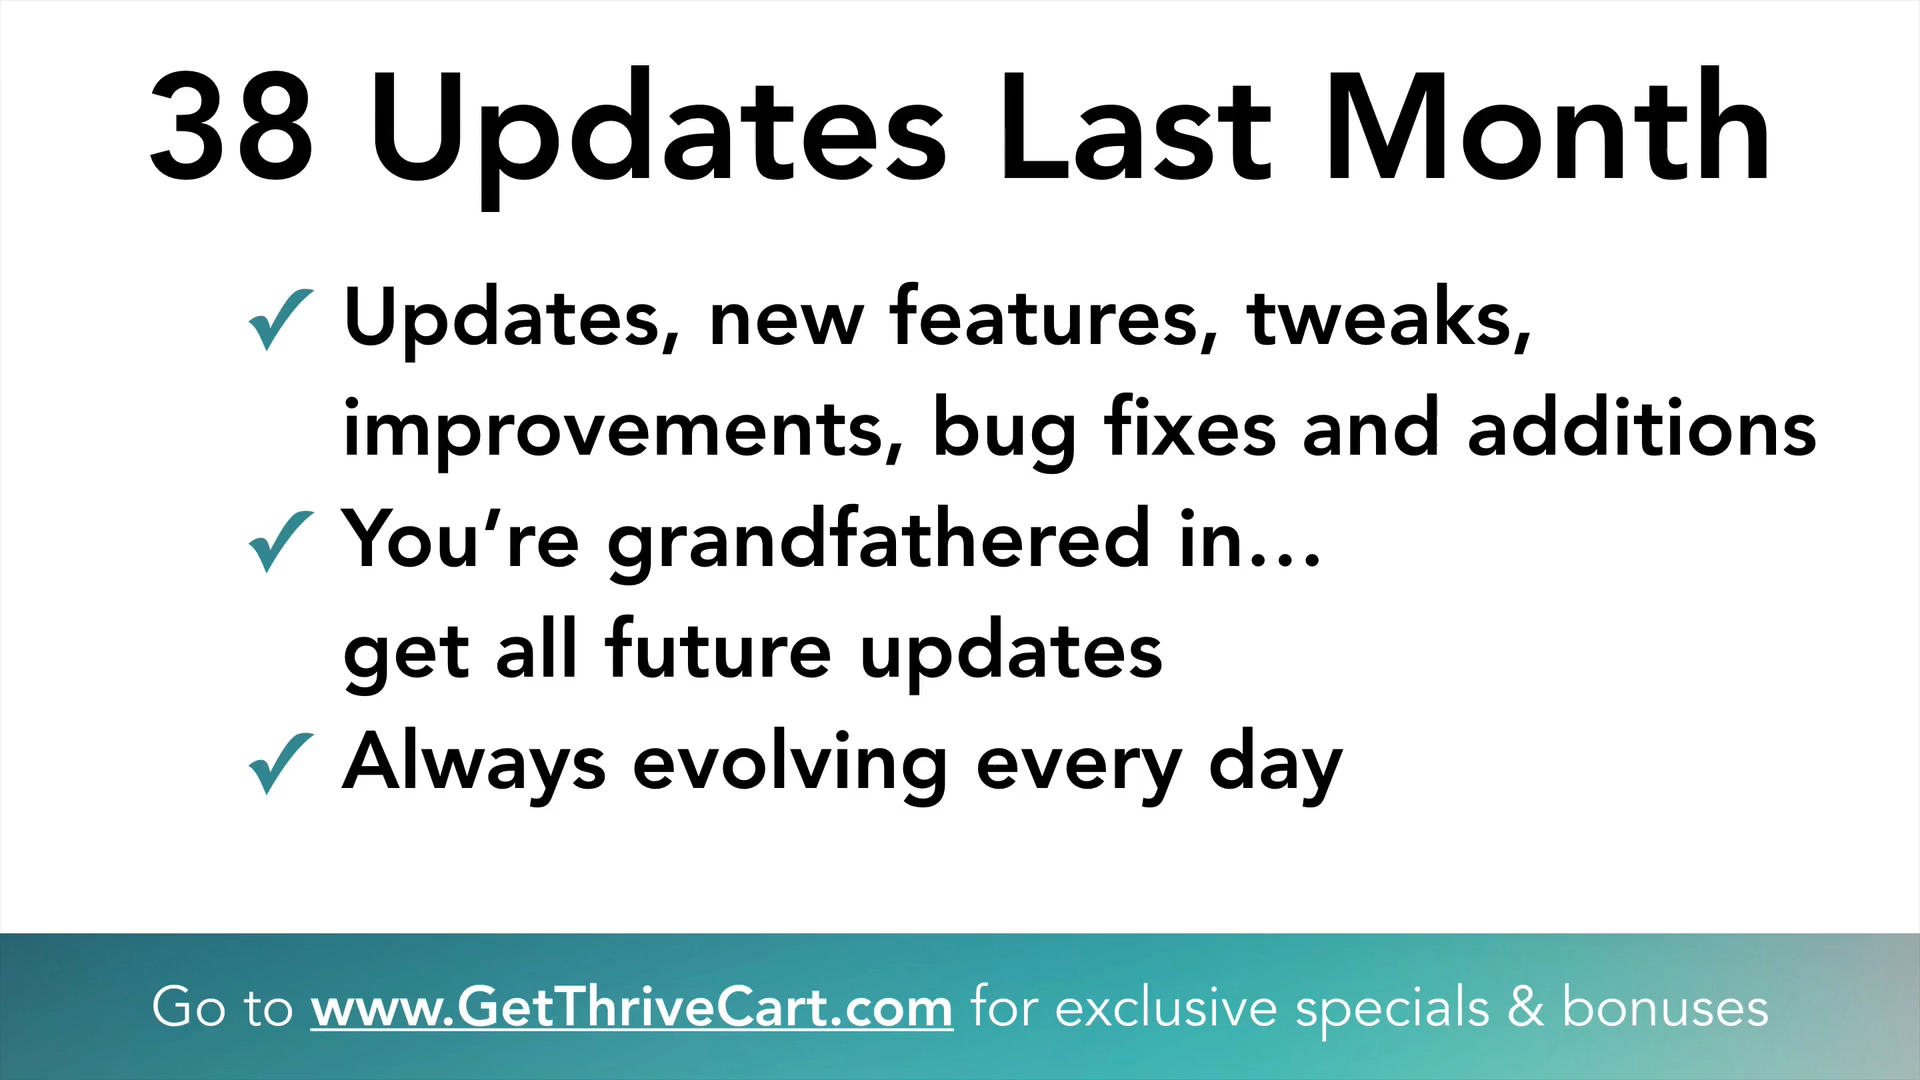 38 Updates Last Month
✓ Updates, new features, tweaks,
improvements, bug fixes and additions
✓ You’re grandfathered in…
get all future updates
✓ Always evolving every day
Go to www.GetThriveCart.com for exclusive specials & bonuses